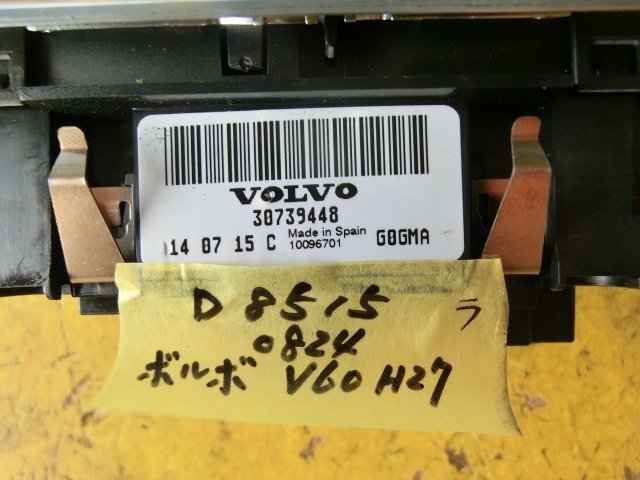 VOLVO
30739448
14 07 15 C Made in Spain G0GMA
10096701
D 8515 ラ
0824
ボルボ V60 H27